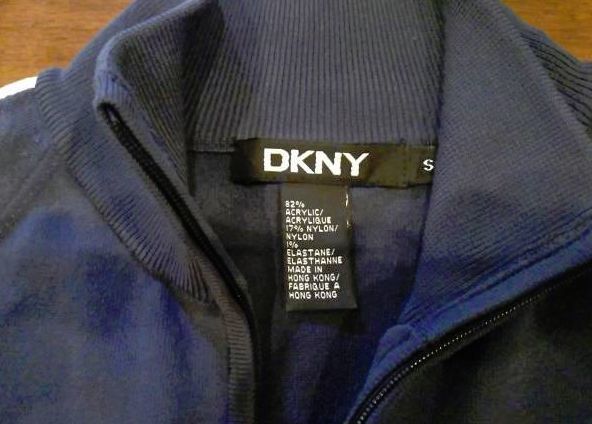 DKNY S
82%
ACRYLIC/
ACRYLIQUE
17% NYLON/
NYLON
1%
ELASTANE/
ELASTHANNE
MADE IN
HONG KONG/
FABRIQUE A
HONG KONG